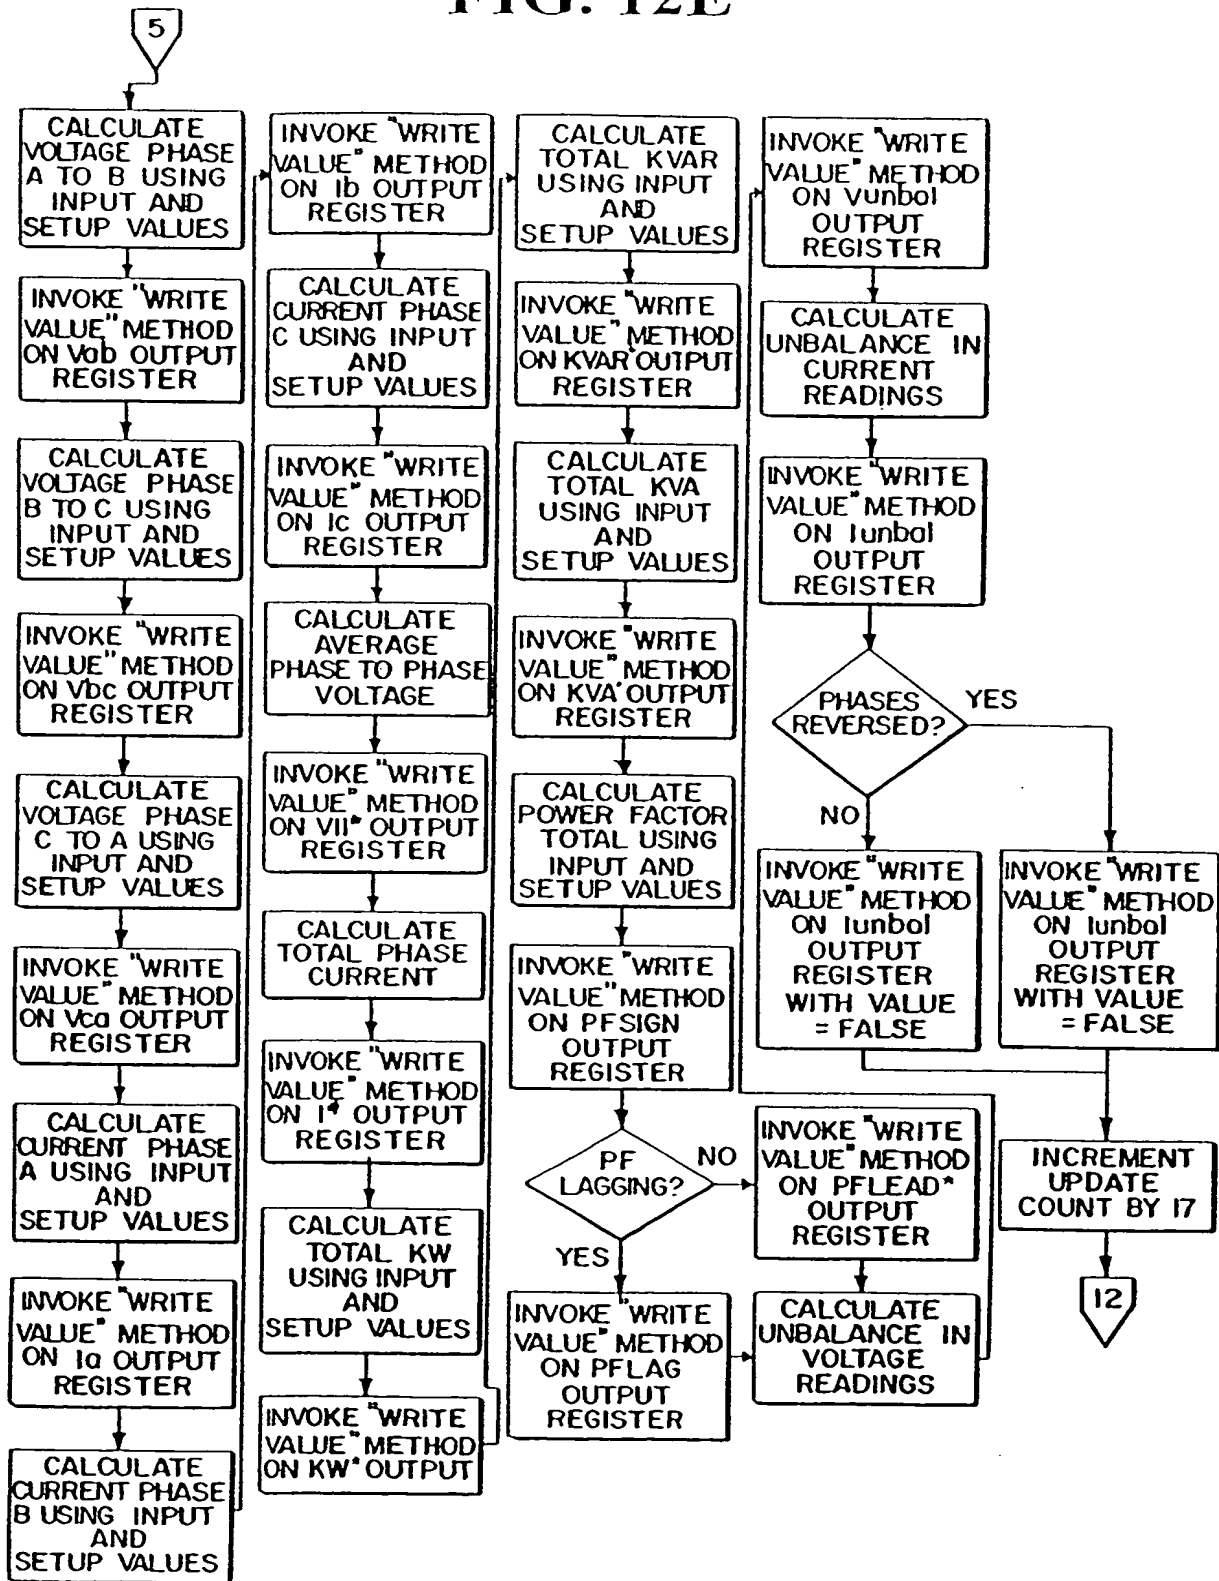 FIG. 12E
5
CALCULATE
VOLTAGE PHASE
A TO B USING
INPUT AND
SETUP VALUES
INVOKE "WRITE
VALUE" METHOD
ON Vab OUTPUT
REGISTER
CALCULATE
VOLTAGE PHASE
B TO C USING
INPUT AND
SETUP VALUES
INVOKE "WRITE
VALUE" METHOD
ON Vbc OUTPUT
REGISTER
CALCULATE
VOLTAGE PHASE
C TO A USING
INPUT AND
SETUP VALUES
INVOKE "WRITE
VALUE" METHOD
ON Vca OUTPUT
REGISTER
CALCULATE
CURRENT PHASE
A USING INPUT
AND
SETUP VALUES
INVOKE "WRITE
VALUE" METHOD
ON Ia OUTPUT
REGISTER
CALCULATE
CURRENT PHASE
B USING INPUT
AND
SETUP VALUES
INVOKE "WRITE
VALUE" METHOD
ON Ib OUTPUT
REGISTER
CALCULATE
CURRENT PHASE
C USING INPUT
AND
SETUP VALUES
INVOKE "WRITE
VALUE" METHOD
ON Ic OUTPUT
REGISTER
CALCULATE
AVERAGE
PHASE TO PHASE
VOLTAGE
INVOKE "WRITE
VALUE" METHOD
ON Vll* OUTPUT
REGISTER
CALCULATE
TOTAL PHASE
CURRENT
INVOKE "WRITE
VALUE" METHOD
ON I* OUTPUT
REGISTER
CALCULATE
TOTAL KW
USING INPUT
AND
SETUP VALUES
INVOKE "WRITE
VALUE" METHOD
ON KW* OUTPUT
CALCULATE
TOTAL KVAR
USING INPUT
AND
SETUP VALUES
INVOKE "WRITE
VALUE" METHOD
ON KVAR* OUTPUT
REGISTER
CALCULATE
TOTAL KVA
USING INPUT
AND
SETUP VALUES
INVOKE "WRITE
VALUE" METHOD
ON KVA* OUTPUT
REGISTER
CALCULATE
POWER FACTOR
TOTAL USING
INPUT AND
SETUP VALUES
INVOKE "WRITE
VALUE" METHOD
ON PFSIGN
OUTPUT
REGISTER
PF
LAGGING?
NO
YES
INVOKE "WRITE
VALUE" METHOD
ON PFLAG
OUTPUT
REGISTER
INVOKE "WRITE
VALUE" METHOD
ON PFLEAD*
OUTPUT
REGISTER
CALCULATE
UNBALANCE IN
VOLTAGE
READINGS
INVOKE "WRITE
VALUE" METHOD
ON Vunbal
OUTPUT
REGISTER
CALCULATE
UNBALANCE IN
CURRENT
READINGS
INVOKE "WRITE
VALUE" METHOD
ON Iunbal
OUTPUT
REGISTER
PHASES
REVERSED?
YES
NO
INVOKE "WRITE
VALUE" METHOD
ON Iunbal
OUTPUT
REGISTER
WITH VALUE
= FALSE
INVOKE "WRITE
VALUE" METHOD
ON Iunbal
OUTPUT
REGISTER
WITH VALUE
= FALSE
INCREMENT
UPDATE
COUNT BY 17
12